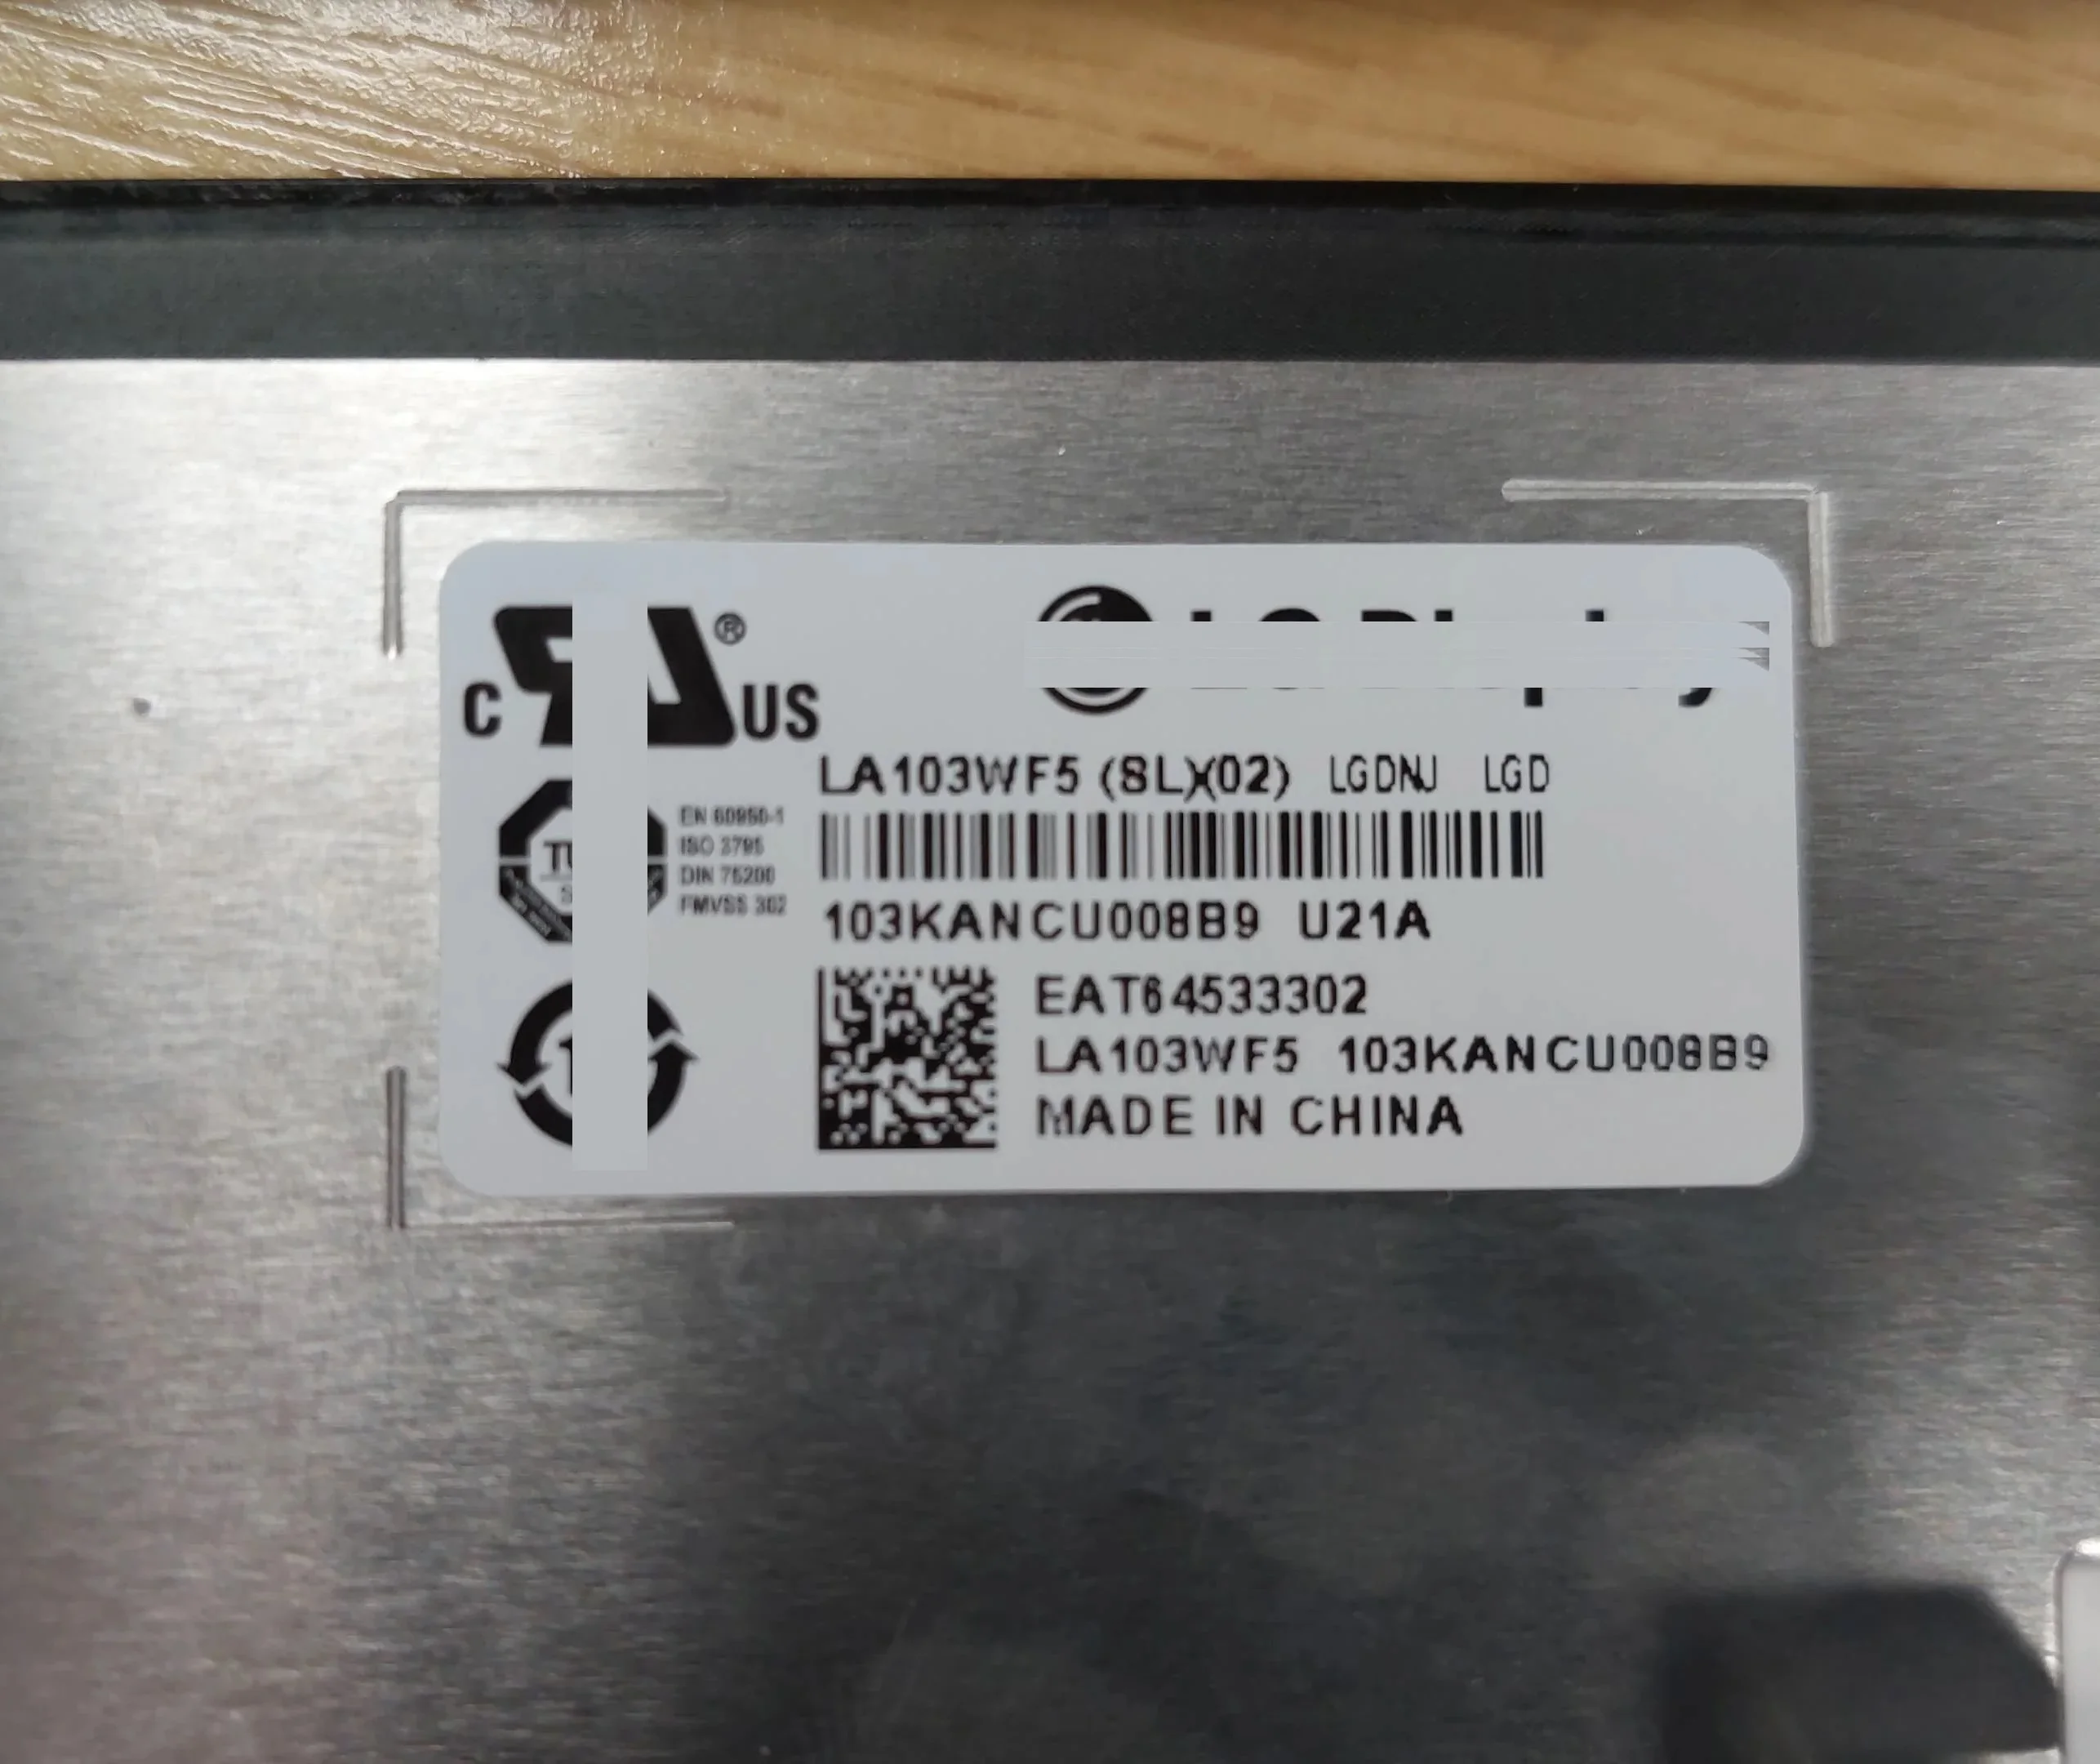 C US ®
LA103WF5 (SL)(02) LGDNJ LGD
EN 60950-1
ISO 3795
DIN 75200
FMVSS 302
103KANCU008B9 U21A
EAT64533302
LA103WF5 103KANCU008B9
MADE IN CHINA